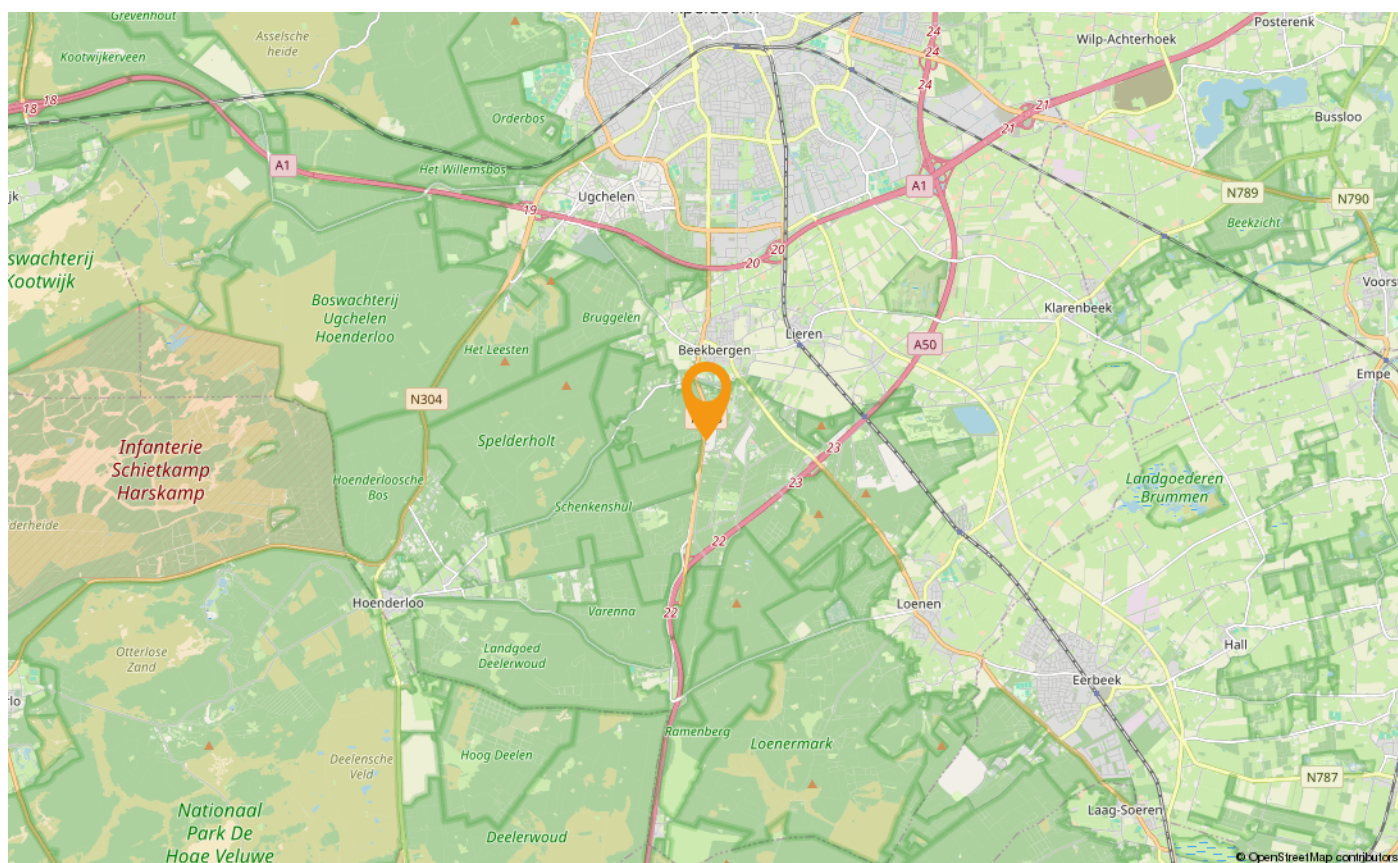 Grevenhout
Asselsche
heide
Kootwijkerveen
18
18
Orderbos
Het Willemsbos
A1
19
Ugchelen
24
24
24
Wilp-Achterhoek
Posterenk
21
21
Bussloo
A1
N789
N790
Beekzicht
20
20
Boswachterij
Ugchelen
Hoenderloo
Bruggelen
Het Leesten
Beekbergen
Lieren
A50
Klarenbeek
Empe
N304
Spelderholt
Infanterie
Schietkamp
Harskamp
Hoenderloosche
Bos
Schenkenshul
23
23
22
22
Landgoederen
Brummen
Hoenderloo
Varenna
Loenen
Otterlose
Zand
Landgoed
Deelerwoud
Hall
Eerbeek
Ramenberg
Loenermark
Hoog Deelen
Deelensche
Veld
N787
Nationaal
Park De
Hoge Veluwe
Deelerwoud
Laag-Soeren
© OpenStreetMap contributors